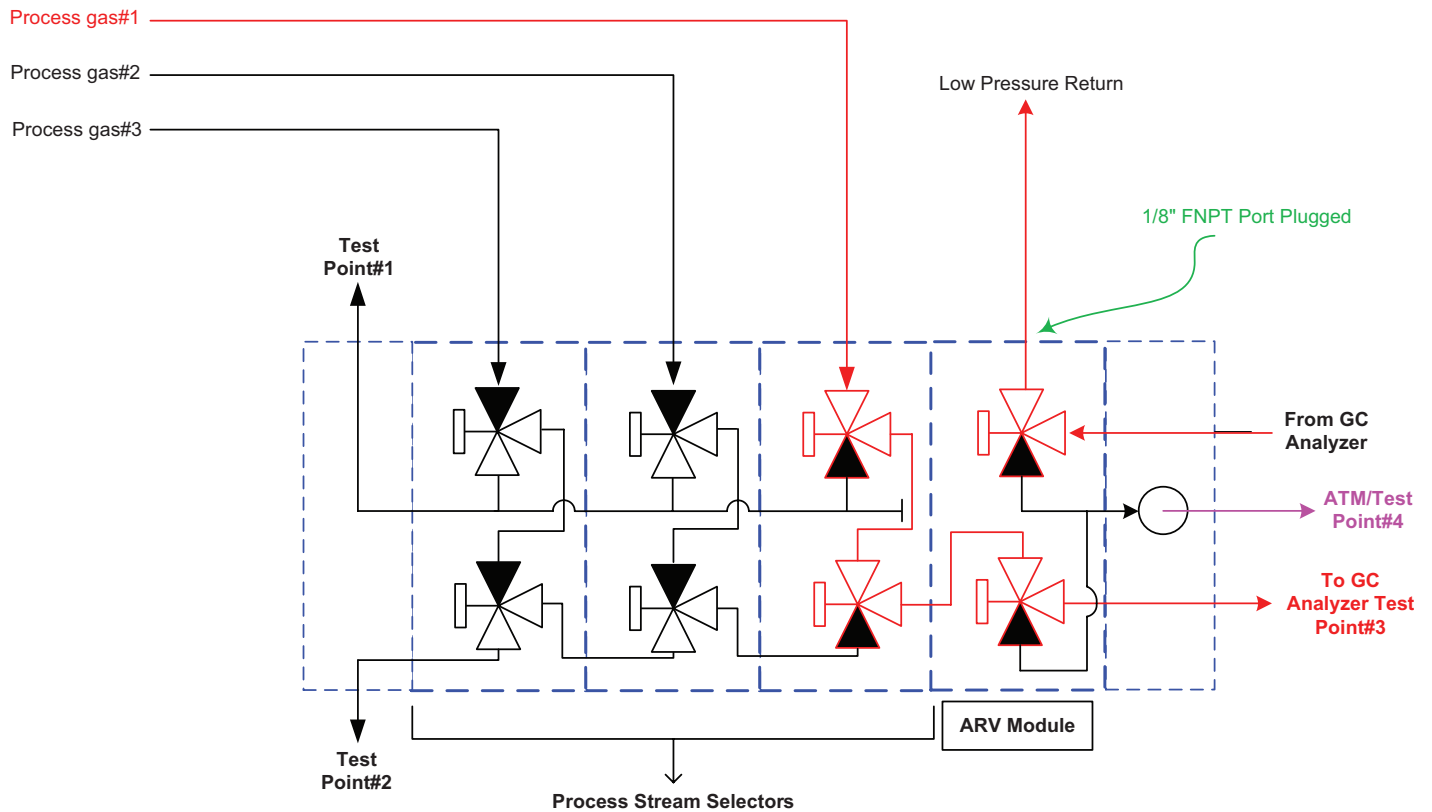 Process gas#1
Process gas#2
Process gas#3
Low Pressure Return
1/8" FNPT Port Plugged
Test
Point#1
From GC
Analyzer
ATM/Test
Point#4
To GC
Analyzer Test
Point#3
ARV Module
Test
Point#2
Process Stream Selectors